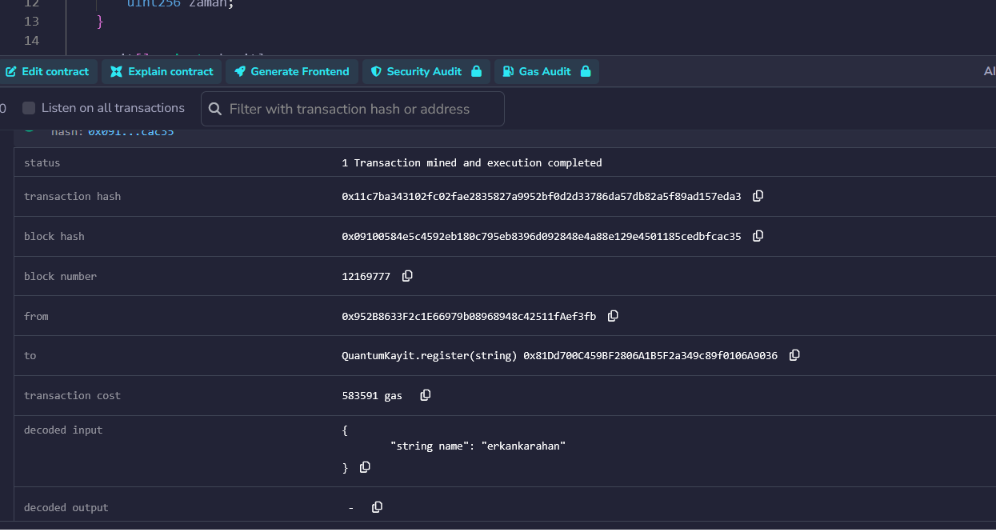 12 uint256 zaman;
13 }
14
Edit contract Explain contract Generate Frontend Security Audit Gas Audit AI
0 Listen on all transactions Filter with transaction hash or address
hash: 0x091...cac35
status 1 Transaction mined and execution completed
transaction hash 0x11c7ba343102fc02fae2835827a9952bf0d2d33786da57db82a5f89ad157eda3
block hash 0x09100584e5c4592eb180c795eb8396d092848e4a88e129e4501185cedbfcac35
block number 12169777
from 0x952B8633F2c1E66979b08968948c42511fAef3fb
to QuantumKayit.register(string) 0x81Dd700C459BF2806A1B5F2a349c89f0106A9036
transaction cost 583591 gas
decoded input {
"string name": "erkankarahan"
}
decoded output -